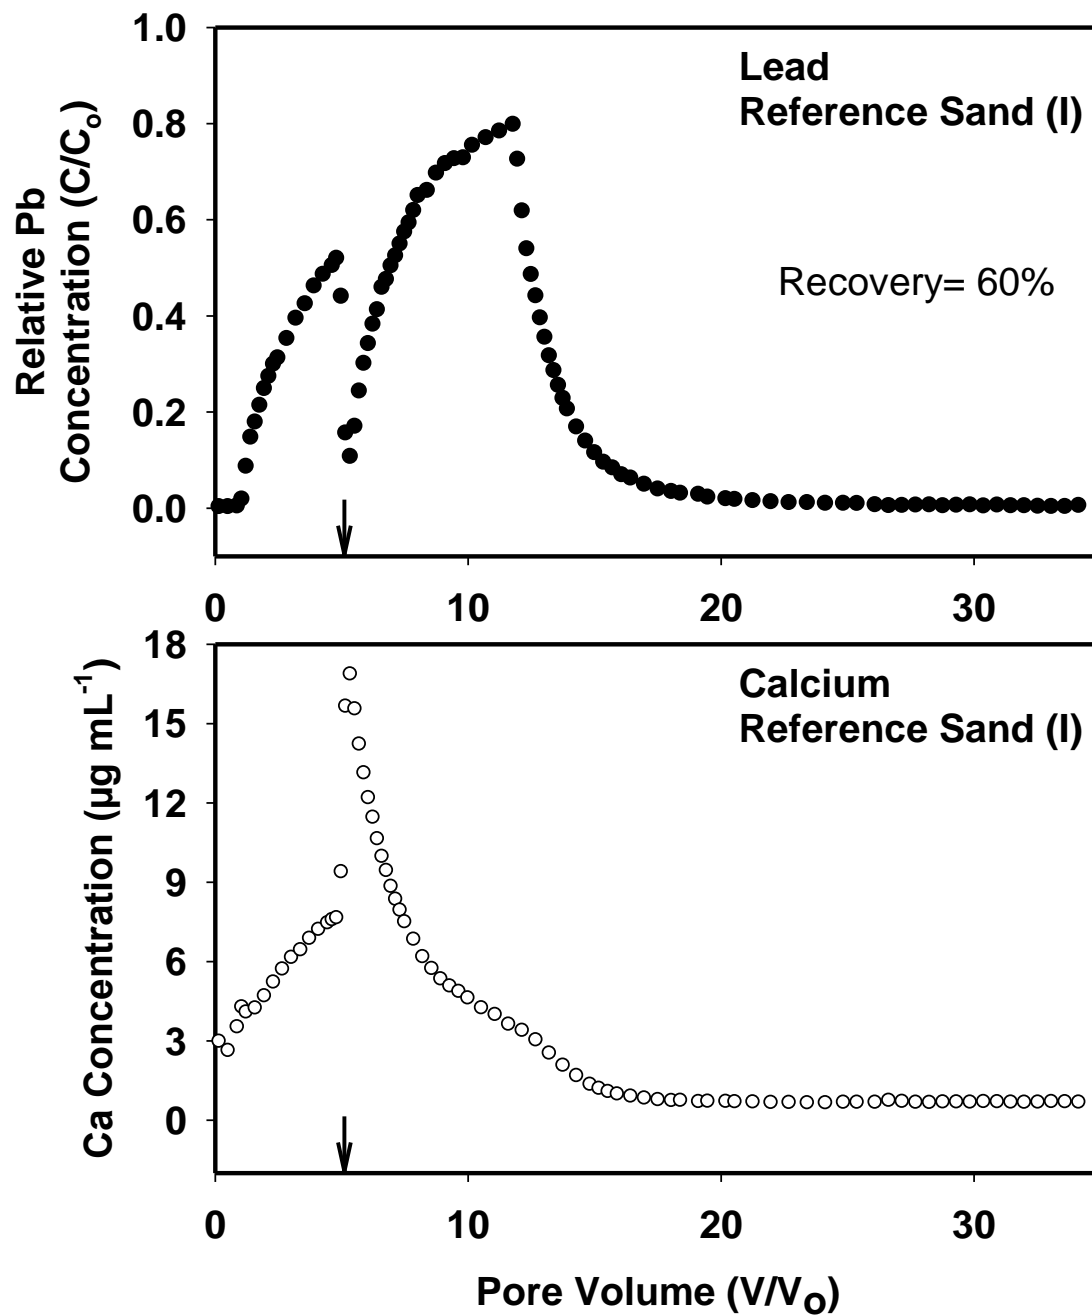 1.0
0.8
0.6
0.4
0.2
0.0
Relative Pb
Concentration (C/Cₒ)
Lead
Reference Sand (I)
Recovery= 60%
0 10 20 30
18
15
12
9
6
3
0
Ca Concentration (µg mL⁻¹)
Calcium
Reference Sand (I)
0 10 20 30
Pore Volume (V/Vₒ)